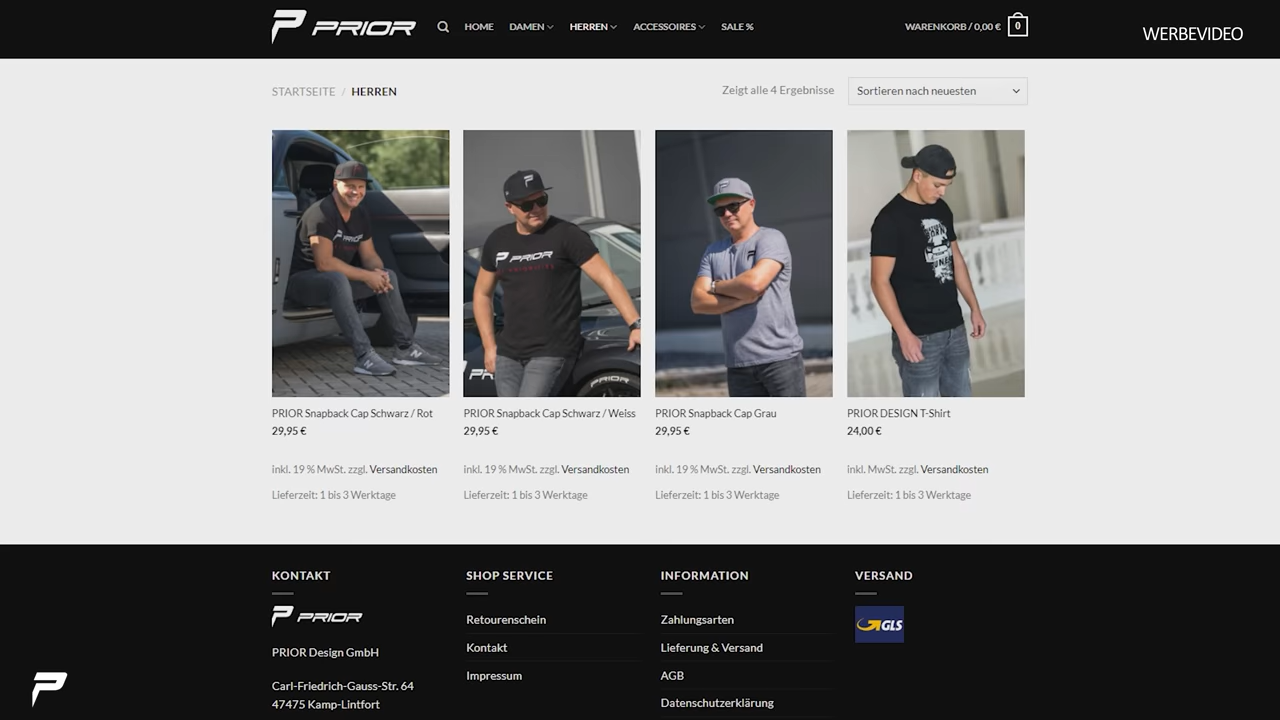 PRIOR
HOME
DAMEN
HERREN
ACCESSOIRES
SALE %
WARENKORB / 0,00 €
0
WERBEVIDEO
STARTSEITE / HERREN
Zeigt alle 4 Ergebnisse
Sortieren nach neuesten
PRIOR
PRIOR
PRIOR
PRIOR Snapback Cap Schwarz / Rot
29,95 €
inkl. 19 % MwSt. zzgl. Versandkosten
Lieferzeit: 1 bis 3 Werktage
PRIOR Snapback Cap Schwarz / Weiss
29,95 €
inkl. 19 % MwSt. zzgl. Versandkosten
Lieferzeit: 1 bis 3 Werktage
PRIOR Snapback Cap Grau
29,95 €
inkl. 19 % MwSt. zzgl. Versandkosten
Lieferzeit: 1 bis 3 Werktage
PRIOR DESIGN T-Shirt
24,00 €
inkl. MwSt. zzgl. Versandkosten
Lieferzeit: 1 bis 3 Werktage
KONTAKT
PRIOR
PRIOR Design GmbH
Carl-Friedrich-Gauss-Str. 64
47475 Kamp-Lintfort
SHOP SERVICE
Retourenschein
Kontakt
Impressum
INFORMATION
Zahlungsarten
Lieferung & Versand
AGB
Datenschutzerklärung
VERSAND
GLS